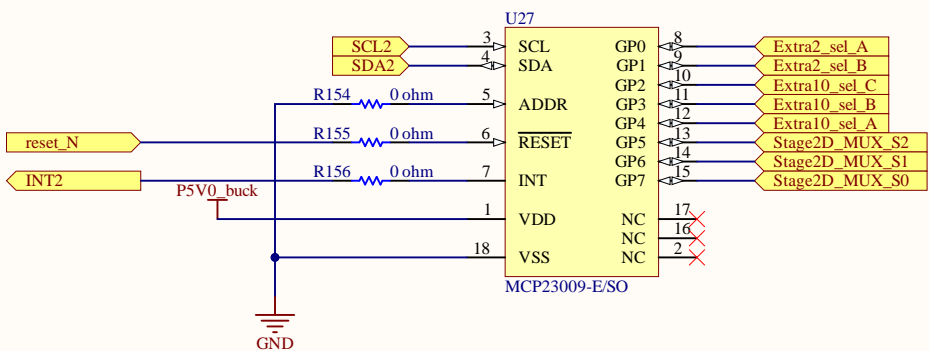 U27
SCL2 3 SCL GP0 8 Extra2_sel_A
SDA2 4 SDA GP1 9 Extra2_sel_B
GP2 10 Extra10_sel_C
R154 0 ohm 5 ADDR GP3 11 Extra10_sel_B
GP4 12 Extra10_sel_A
reset_N R155 0 ohm 6 RESET GP5 13 Stage2D_MUX_S2
GP6 14 Stage2D_MUX_S1
INT2 R156 0 ohm 7 INT GP7 15 Stage2D_MUX_S0
P5V0_buck
1 VDD NC 17
NC 16
18 VSS NC 2
MCP23009-E/SO
GND